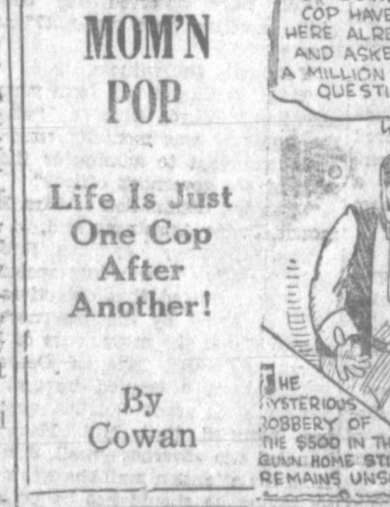 MOM'N
POP
Life Is Just
One Cop
After
Another!
By
Cowan
COP HAVE
HERE ALRE
AND ASKE
A MILLION
QUESTI
THE
MYSTERIOUS
ROBBERY OF
THE $500 IN TH
GUNN HOME STI
REMAINS UNS